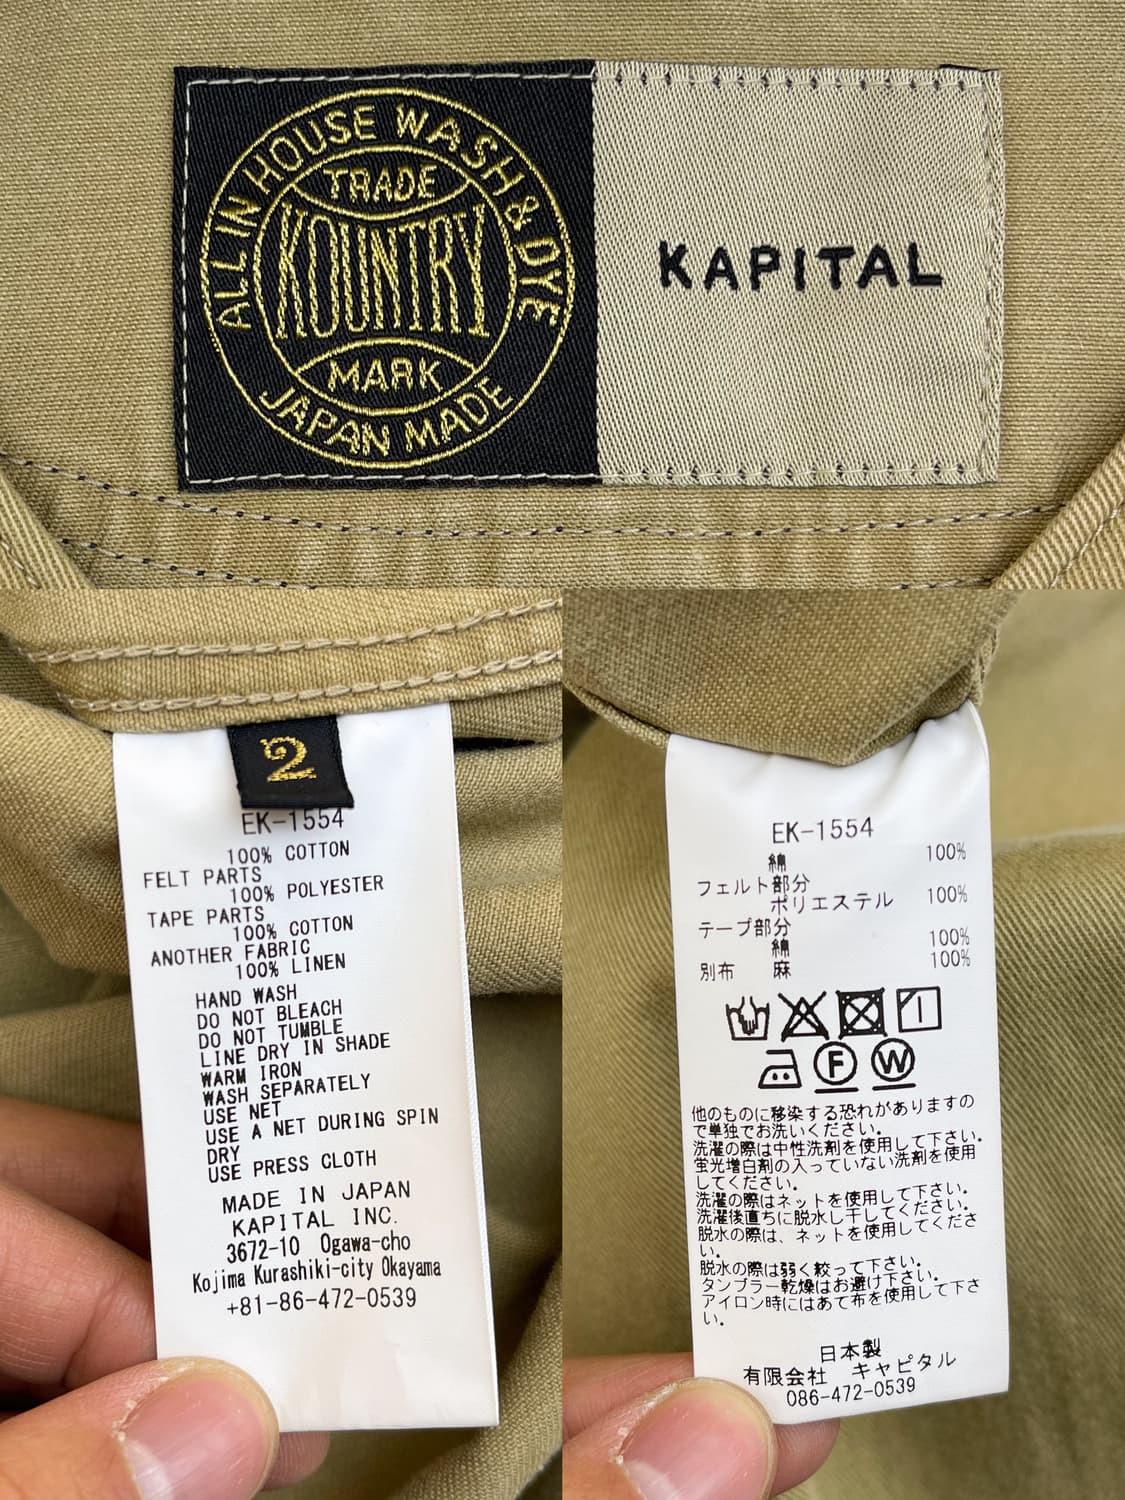 ALL IN HOUSE WASH & DYE
TRADE
KOUNTRY
MARK
JAPAN MADE
KAPITAL
2
EK-1554
100% COTTON
FELT PARTS
100% POLYESTER
TAPE PARTS
100% COTTON
ANOTHER FABRIC
100% LINEN
HAND WASH
DO NOT BLEACH
DO NOT TUMBLE
LINE DRY IN SHADE
WARM IRON
WASH SEPARATELY
USE NET
USE A NET DURING SPIN
DRY
USE PRESS CLOTH
MADE IN JAPAN
KAPITAL INC.
3672-10 Ogawa-cho
Kojima Kurashiki-city Okayama
+81-86-472-0539
EK-1554
綿 100%
フェルト部分
ポリエステル 100%
テープ部分
綿 100%
別布 麻 100%
F W
他のものに移染する恐れがありますの
で単独でお洗いください。
洗濯の際は中性洗剤を使用して下さい。
蛍光増白剤の入っていない洗剤を使用
してください。
洗濯の際はネットを使用して下さい。
洗濯後直ちに脱水し干してください。
脱水の際は、ネットを使用してくださ
い。
脱水の際は弱く絞って下さい。
タンブラー乾燥はお避け下さい。
アイロン時にはあて布を使用して下さ
い。
日本製
有限会社 キャピタル
086-472-0539